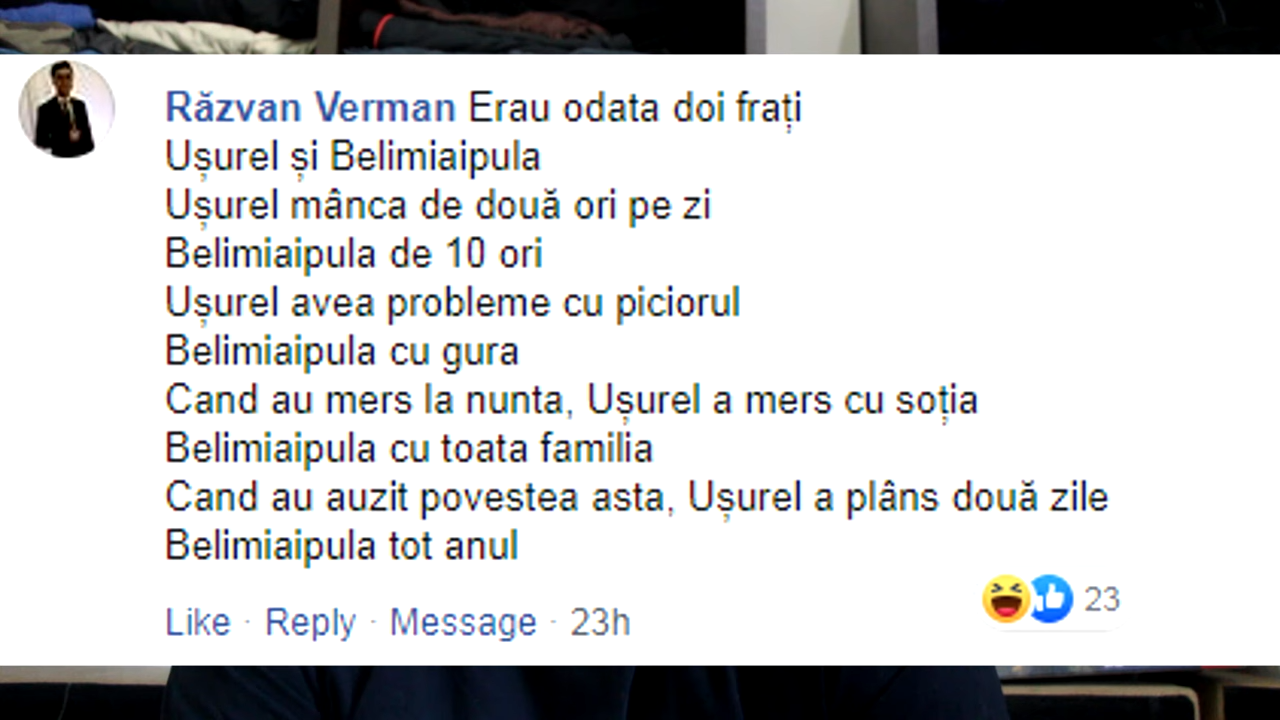 Răzvan Verman Erau odata doi frați
Ușurel și Belimiaipula
Ușurel mânca de două ori pe zi
Belimiaipula de 10 ori
Ușurel avea probleme cu piciorul
Belimiaipula cu gura
Cand au mers la nunta, Ușurel a mers cu soția
Belimiaipula cu toata familia
Cand au auzit povestea asta, Ușurel a plâns două zile
Belimiaipula tot anul
Like · Reply · Message · 23h
23